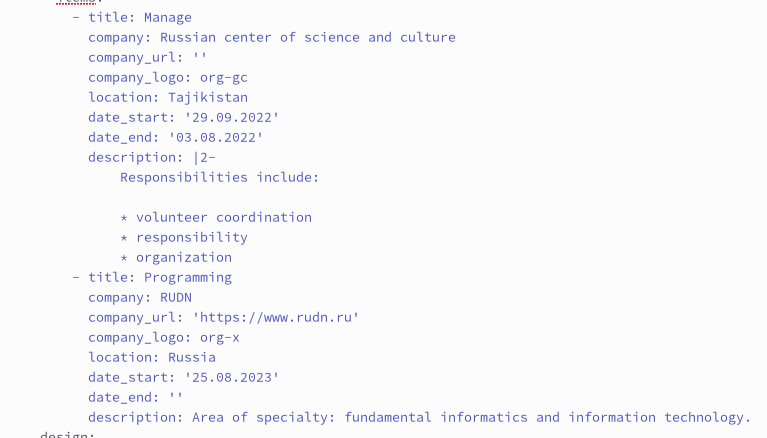 items:
- title: Manage
company: Russian center of science and culture
company_url: ''
company_logo: org-gc
location: Tajikistan
date_start: '29.09.2022'
date_end: '03.08.2022'
description: |2-
Responsibilities include:
* volunteer coordination
* responsibility
* organization
- title: Programming
company: RUDN
company_url: 'https://www.rudn.ru'
company_logo: org-x
location: Russia
date_start: '25.08.2023'
date_end: ''
description: Area of specialty: fundamental informatics and information technology.
design: